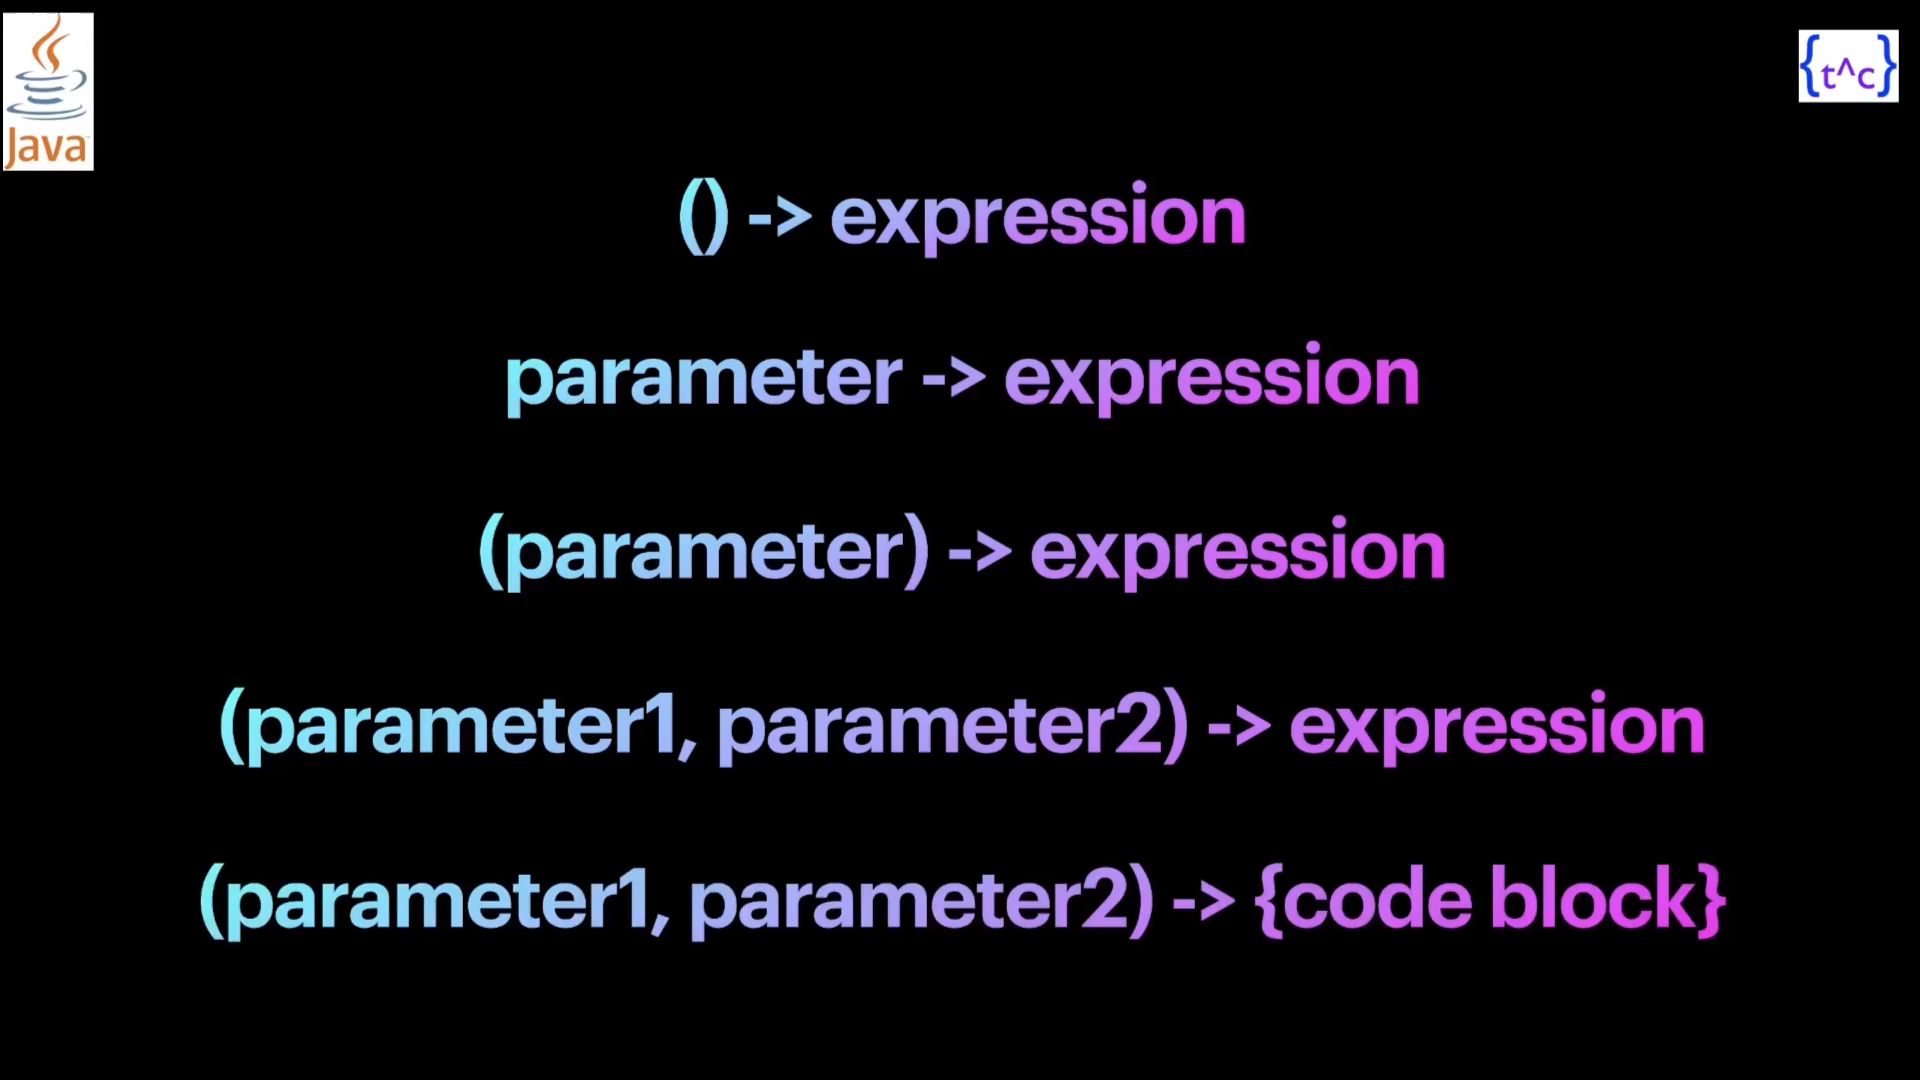 Java
{t^c}
() -> expression
parameter -> expression
(parameter) -> expression
(parameter1, parameter2) -> expression
(parameter1, parameter2) -> {code block}